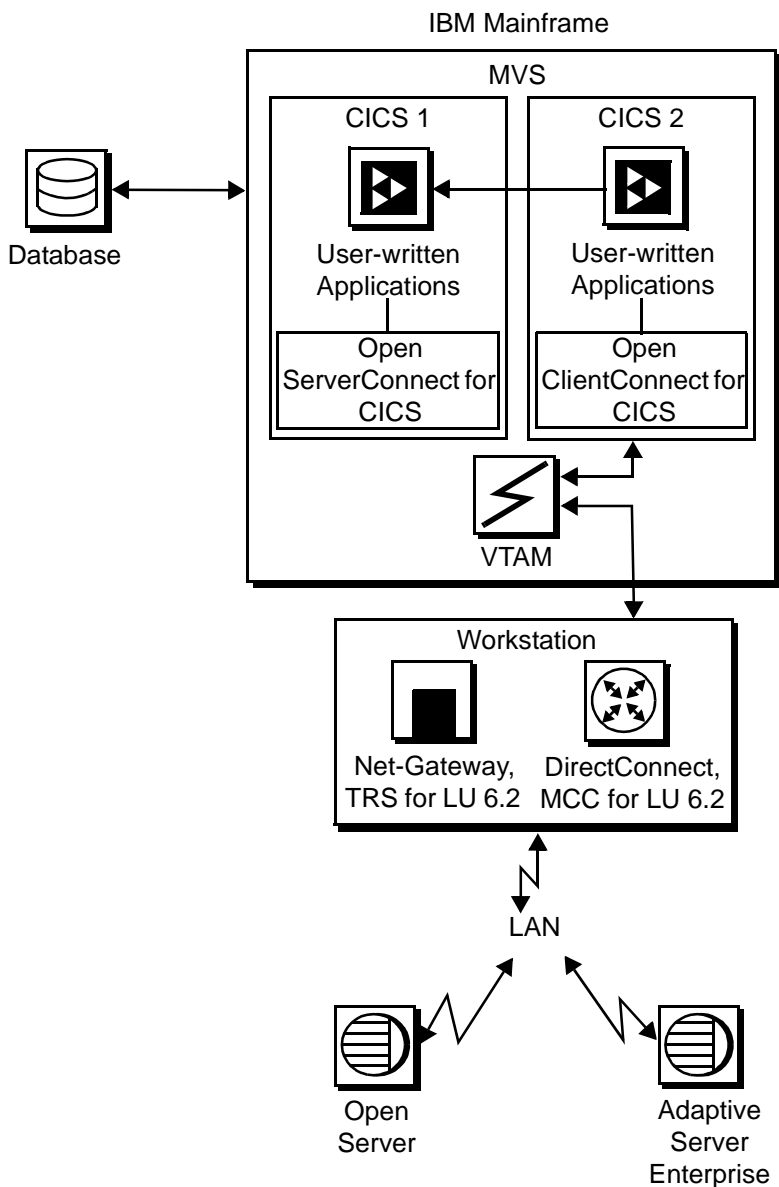 IBM Mainframe
MVS
CICS 1
CICS 2
Database
User-written
Applications
User-written
Applications
Open
ServerConnect for
CICS
Open
ClientConnect for
CICS
VTAM
Workstation
Net-Gateway,
TRS for LU 6.2
DirectConnect,
MCC for LU 6.2
LAN
Open
Server
Adaptive
Server
Enterprise